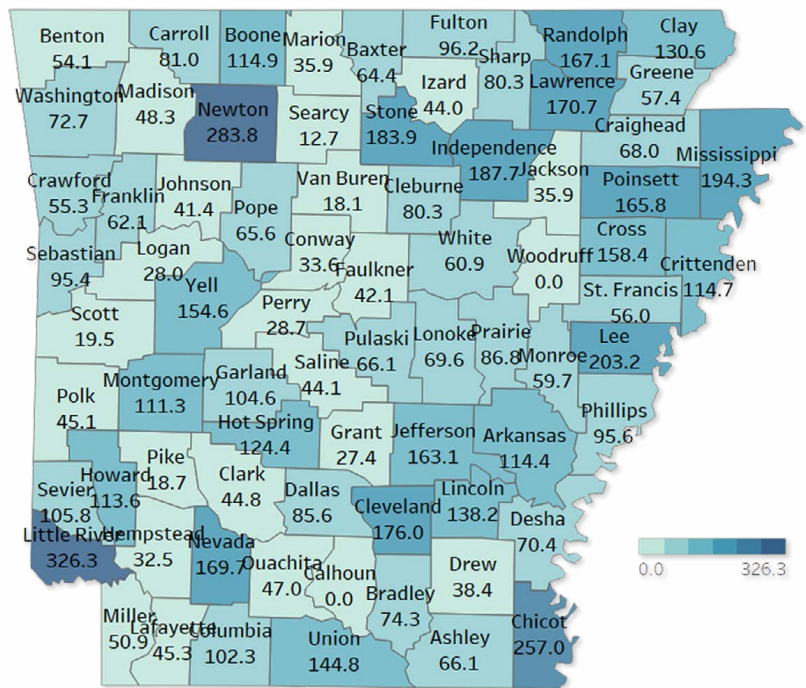 Benton
54.1
Carroll
81.0
Boone
114.9
Marion
35.9
Baxter
64.4
Fulton
96.2
Sharp
80.3
Randolph
167.1
Clay
130.6
Greene
57.4
Washington
72.7
Madison
48.3
Newton
283.8
Searcy
12.7
Stone
183.9
Izard
44.0
Lawrence
170.7
Independence
187.7
Jackson
35.9
Craighead
68.0
Mississippi
194.3
Poinsett
165.8
Crawford
55.3
Franklin
62.1
Johnson
41.4
Pope
65.6
Van Buren
18.1
Cleburne
80.3
Sebastian
95.4
Logan
28.0
Conway
33.6
Faulkner
42.1
White
60.9
Woodruff
0.0
Cross
158.4
Crittenden
114.7
St. Francis
56.0
Scott
19.5
Yell
154.6
Perry
28.7
Pulaski
66.1
Lonoke
69.6
Prairie
86.8
Monroe
59.7
Lee
203.2
Polk
45.1
Montgomery
111.3
Garland
104.6
Saline
44.1
Hot Spring
124.4
Grant
27.4
Jefferson
163.1
Arkansas
114.4
Phillips
95.6
Sevier
105.8
Howard
113.6
Pike
18.7
Clark
44.8
Dallas
85.6
Cleveland
176.0
Lincoln
138.2
Desha
70.4
Little River
326.3
Hempstead
32.5
Nevada
169.7
Ouachita
47.0
Calhoun
0.0
Bradley
74.3
Drew
38.4
Miller
50.9
Lafayette
45.3
Columbia
102.3
Union
144.8
Ashley
66.1
Chicot
257.0
0.0 326.3